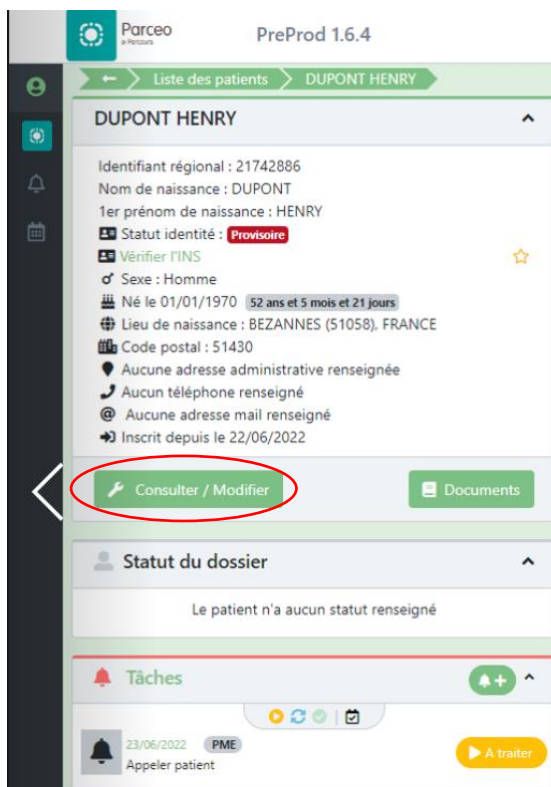 Parceo
e-Parcours
PreProd 1.6.4
Liste des patients
DUPONT HENRY
DUPONT HENRY
Identifiant régional : 21742886
Nom de naissance : DUPONT
1er prénom de naissance : HENRY
Statut identité : Provisoire
Vérifier l'INS
Sexe : Homme
Né le 01/01/1970 52 ans et 5 mois et 21 jours
Lieu de naissance : BEZANNES (51058), FRANCE
Code postal : 51430
Aucune adresse administrative renseignée
Aucun téléphone renseigné
@ Aucune adresse mail renseigné
Inscrit depuis le 22/06/2022
Consulter / Modifier
Documents
Statut du dossier
Le patient n'a aucun statut renseigné
Tâches
23/06/2022 PME
Appeler patient
A traiter